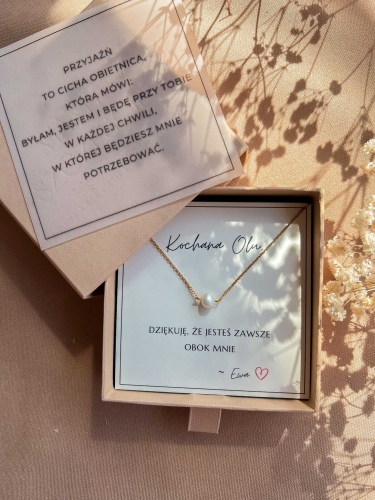 PRZYJAŹŃ
TO CICHA OBIETNICA,
KTÓRA MÓWI:
BYŁAM, JESTEM I BĘDĘ PRZY TOBIE
W KAŻDEJ CHWILI,
W KTÓREJ BĘDZIESZ MNIE
POTRZEBOWAĆ.
Kochana Olu,
DZIĘKUJĘ, ŻE JESTEŚ ZAWSZE
OBOK MNIE
~ Ewa